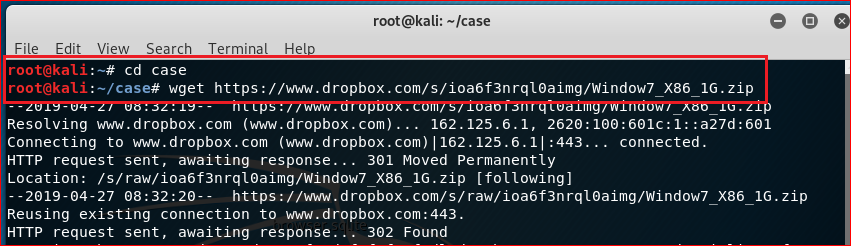 root@kali: ~/case
File Edit View Search Terminal Help
root@kali:~# cd case
root@kali:~/case# wget https://www.dropbox.com/s/ioa6f3nrql0aimg/Window7_X86_1G.zip
--2019-04-27 08:32:19-- https://www.dropbox.com/s/ioa6f3nrql0aimg/Window7_X86_1G.zip
Resolving www.dropbox.com (www.dropbox.com)... 162.125.6.1, 2620:100:601c:1::a27d:601
Connecting to www.dropbox.com (www.dropbox.com)|162.125.6.1|:443... connected.
HTTP request sent, awaiting response... 301 Moved Permanently
Location: /s/raw/ioa6f3nrql0aimg/Window7_X86_1G.zip [following]
--2019-04-27 08:32:20-- https://www.dropbox.com/s/raw/ioa6f3nrql0aimg/Window7_X86_1G.zip
Reusing existing connection to www.dropbox.com:443.
HTTP request sent, awaiting response... 302 Found